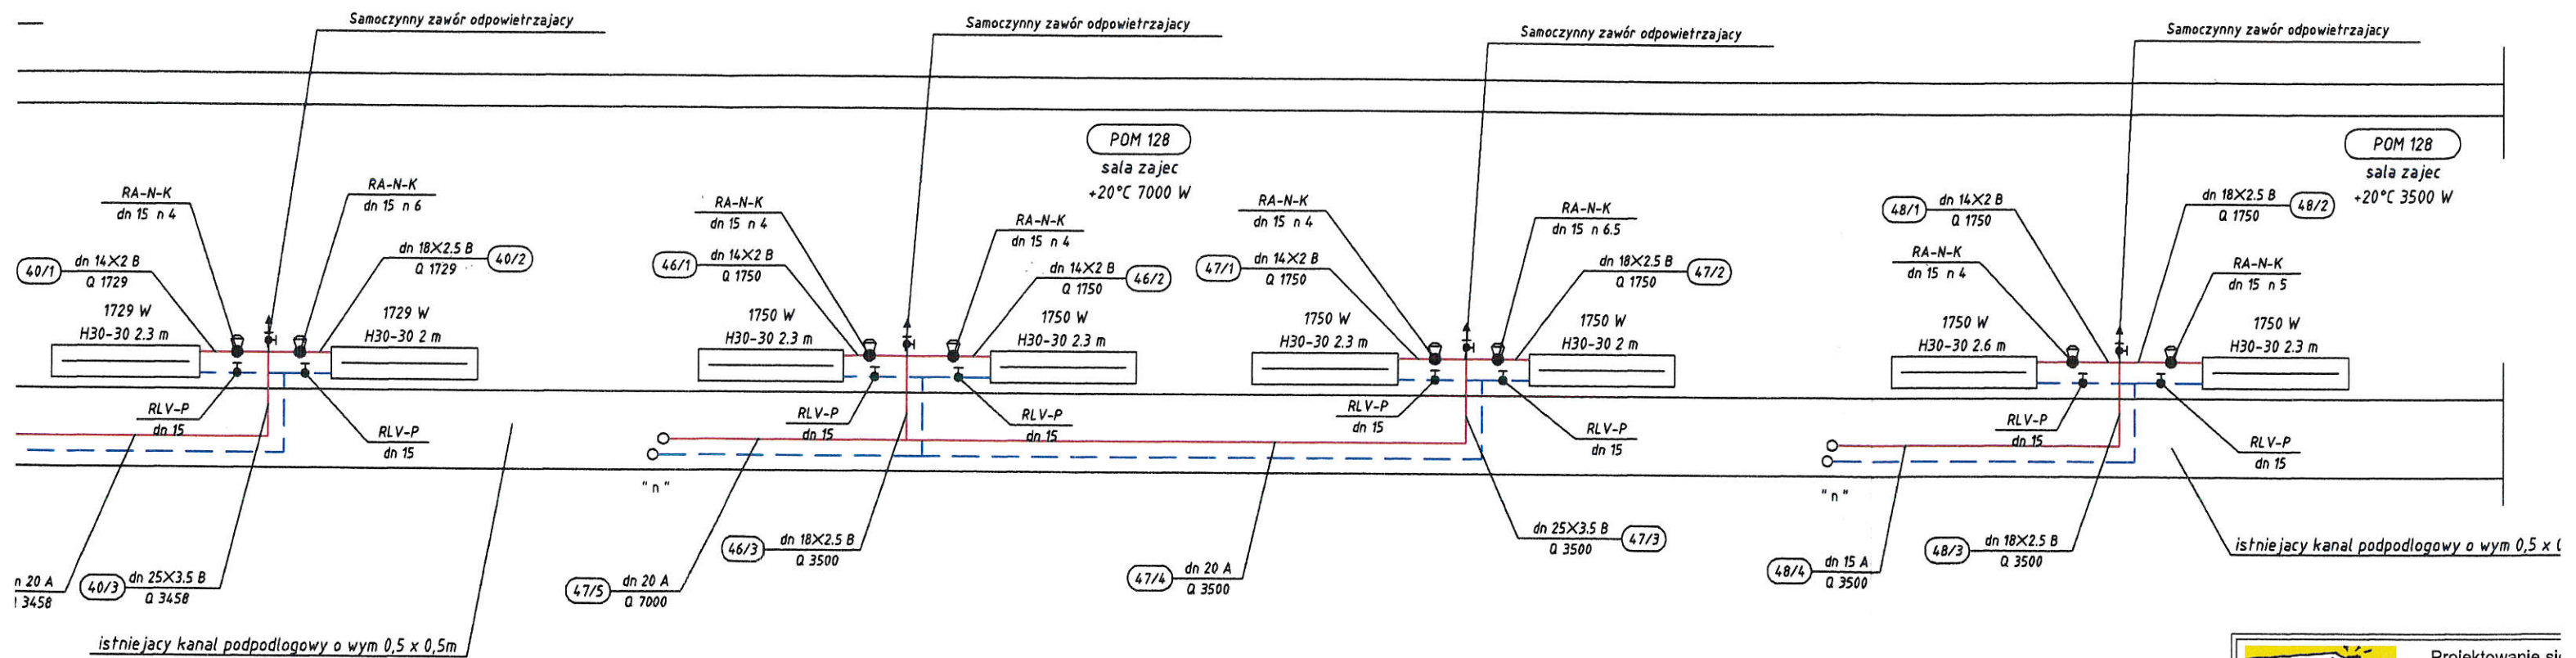 Samoczynny zawór odpowietrzajacy
Samoczynny zawór odpowietrzajacy
Samoczynny zawór odpowietrzajacy
Samoczynny zawór odpowietrzajacy
POM 128
sala zajec
+20°C 7000 W
POM 128
sala zajec
+20°C 3500 W
RA-N-K
dn 15 n 4
RA-N-K
dn 15 n 6
40/1
dn 14X2 B
Q 1729
dn 18X2.5 B
Q 1729
40/2
1729 W
H30-30 2.3 m
1729 W
H30-30 2 m
RLV-P
dn 15
RLV-P
dn 15
n 20 A
3458
40/3
dn 25X3.5 B
Q 3458
istniejacy kanal podpodlogowy o wym 0,5 x 0,5m
RA-N-K
dn 15 n 4
RA-N-K
dn 15 n 4
46/1
dn 14X2 B
Q 1750
dn 14X2 B
Q 1750
46/2
1750 W
H30-30 2.3 m
1750 W
H30-30 2.3 m
RLV-P
dn 15
RLV-P
dn 15
"n"
46/3
dn 18X2.5 B
Q 3500
47/5
dn 20 A
Q 7000
RA-N-K
dn 15 n 4
RA-N-K
dn 15 n 6.5
47/1
dn 14X2 B
Q 1750
dn 18X2.5 B
Q 1750
47/2
1750 W
H30-30 2.3 m
1750 W
H30-30 2 m
RLV-P
dn 15
RLV-P
dn 15
dn 25X3.5 B
Q 3500
47/3
47/4
dn 20 A
Q 3500
48/1
dn 14X2 B
Q 1750
dn 18X2.5 B
Q 1750
48/2
RA-N-K
dn 15 n 4
RA-N-K
dn 15 n 5
1750 W
H30-30 2.6 m
1750 W
H30-30 2.3 m
RLV-P
dn 15
RLV-P
dn 15
"n"
48/3
dn 18X2.5 B
Q 3500
48/4
dn 15 A
Q 3500
istniejacy kanal podpodlogowy o wym 0,5 x
Projektowanie